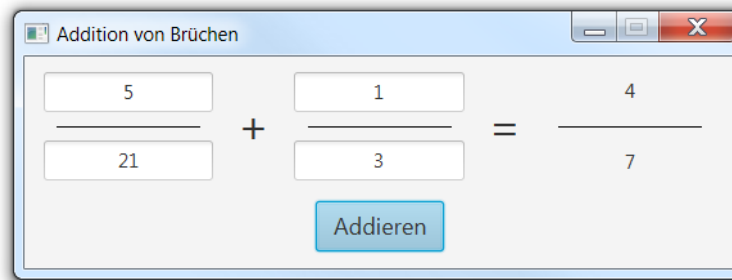 Addition von Brüchen
5 1 4
+ =
21 3 7
Addieren